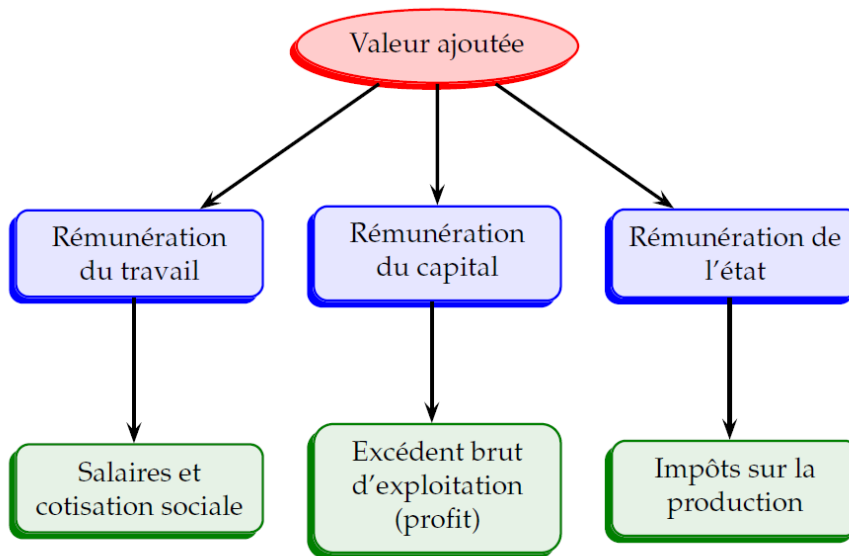 Valeur ajoutée
Rémunération
du travail
Rémunération
du capital
Rémunération de
l'état
Salaires et
cotisation sociale
Excédent brut
d'exploitation
(profit)
Impôts sur la
production